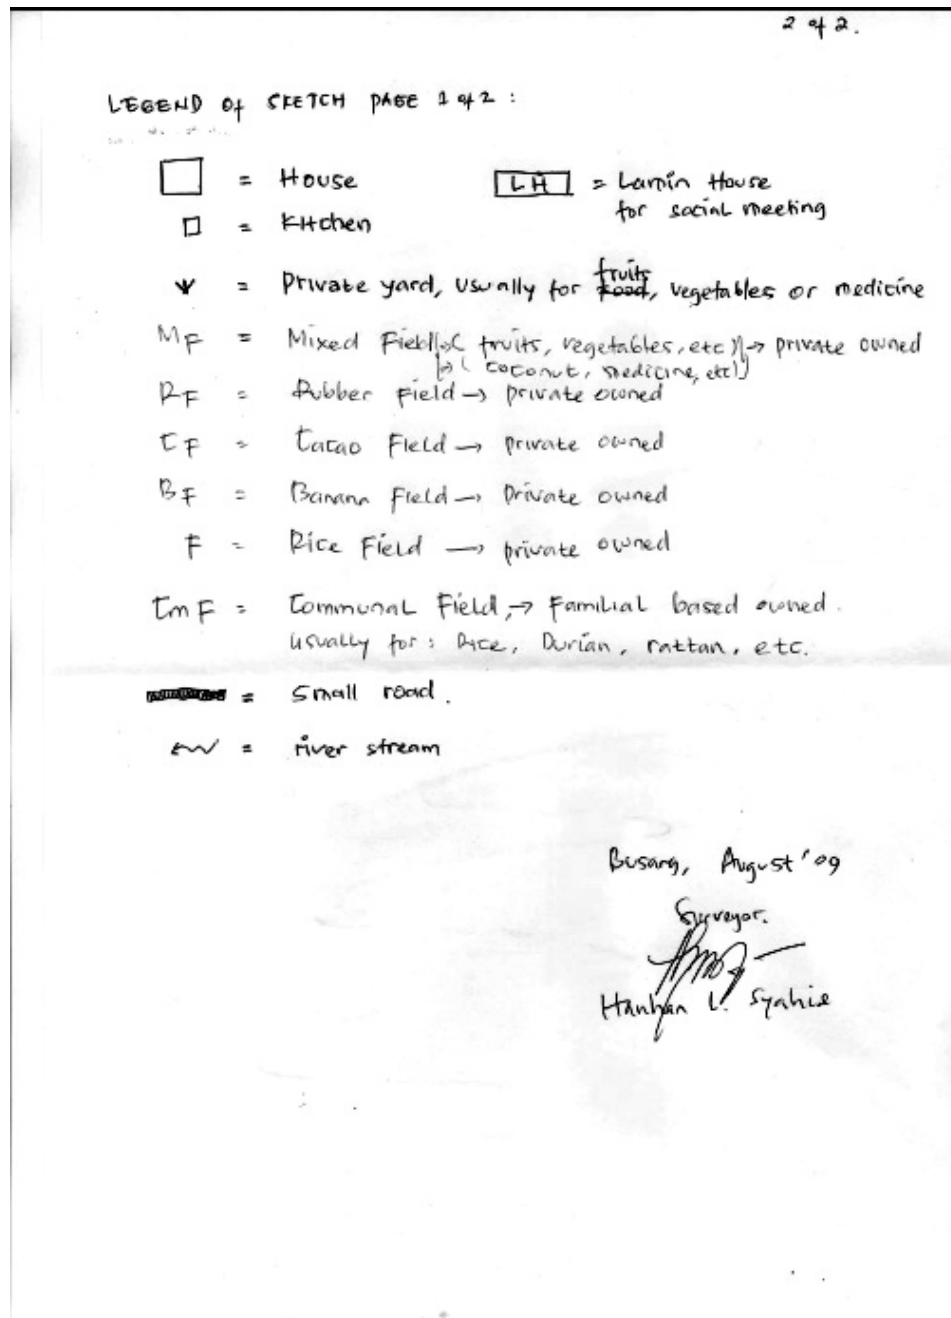 2 of 2.
LEGEND Of SKETCH PAGE 1 of 2 :
= House
LH = Lamin House
for social meeting
= Kitchen
= Private yard, usually for food, vegetables or medicine
fruits
MF = Mixed Field ( fruits, vegetables, etc ) → private owned
→ ( coconut, medicine, etc )
RF = Rubber Field → private owned
CF = Cacao Field → private owned
BF = Banana Field → Private owned
F = Rice Field → private owned
CmF = Communal Field, → Familial based owned.
usually for : Rice, Durian, rattan, etc.
= Small road.
= river stream
Busang, August '09
Surveyor.
Hanhan L. Syahie